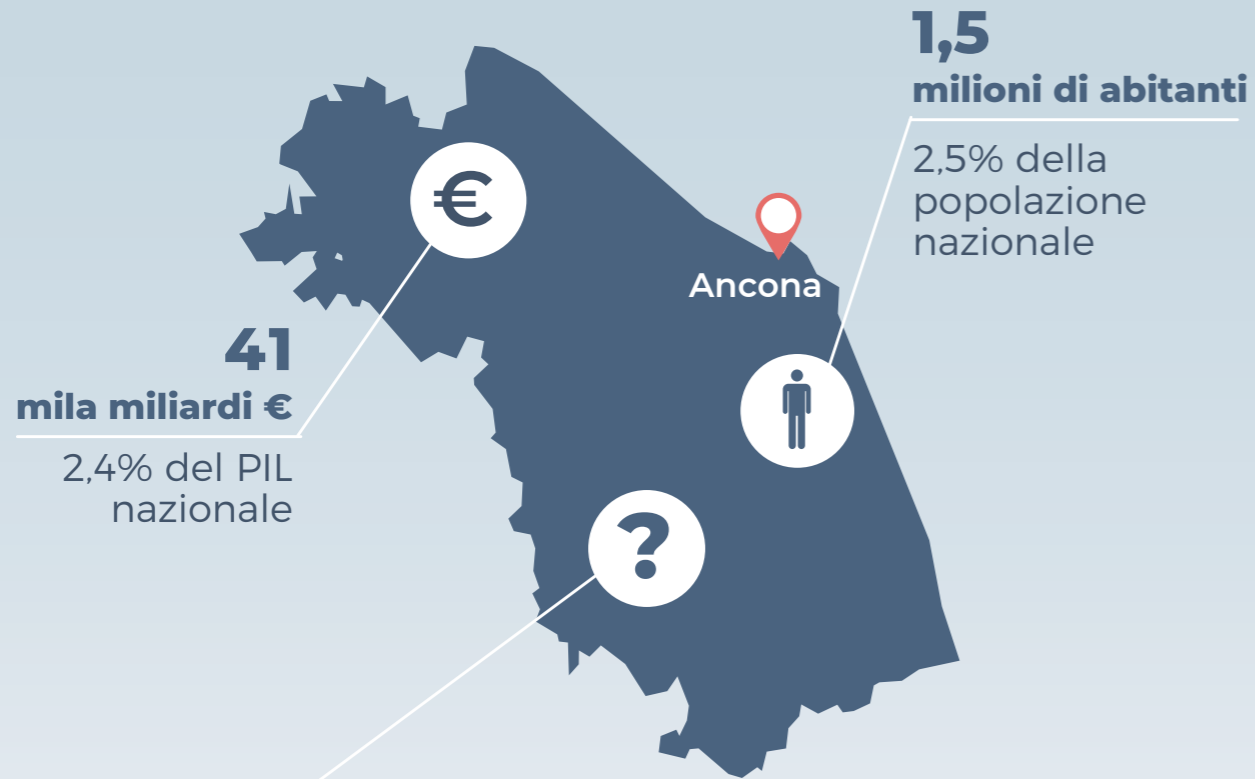 1,5
milioni di abitanti
2,5% della
popolazione
nazionale
€
Ancona
41
mila miliardi €
2,4% del PIL
nazionale
?